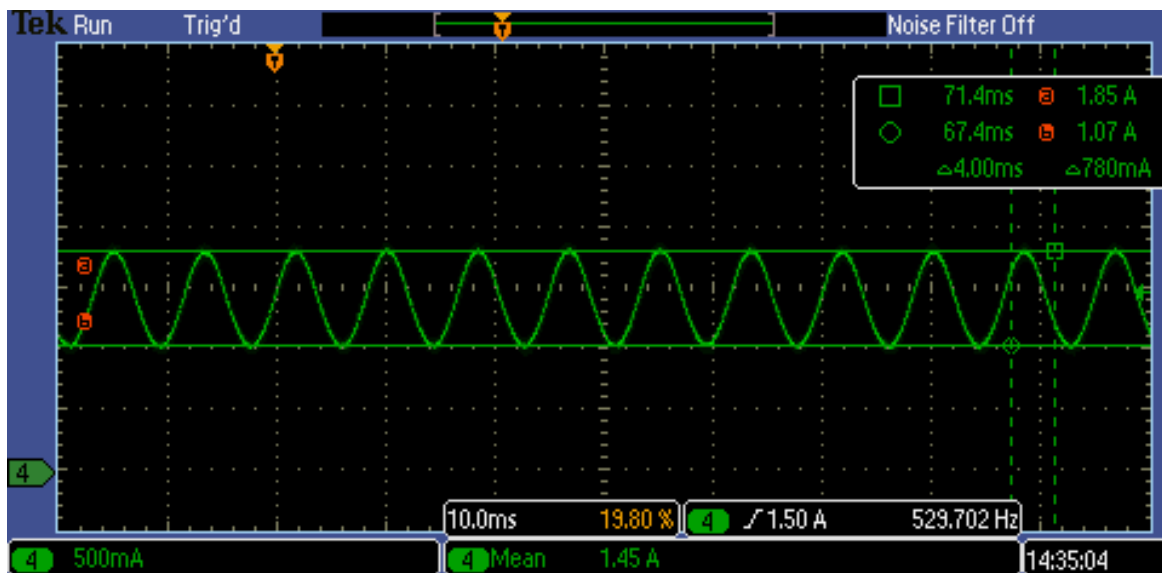 Tek Run Trig'd Noise Filter Off
T
T
71.4ms a 1.85 A
67.4ms b 1.07 A
△4.00ms △780mA
a
b
4
10.0ms 19.80 % 4 1.50 A 529.702 Hz
4 500mA 4 Mean 1.45 A 14:35:04